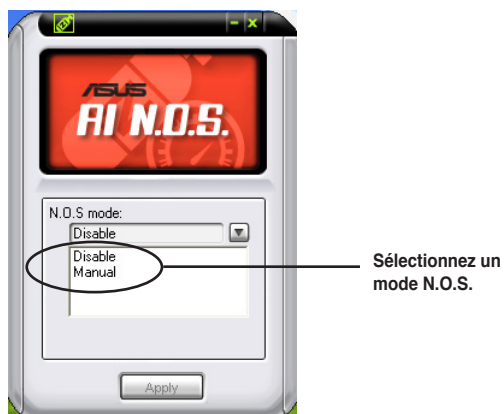 ASUS
AI N.O.S.
N.O.S mode:
Disable
Disable
Manual
Sélectionnez un
mode N.O.S.
Apply